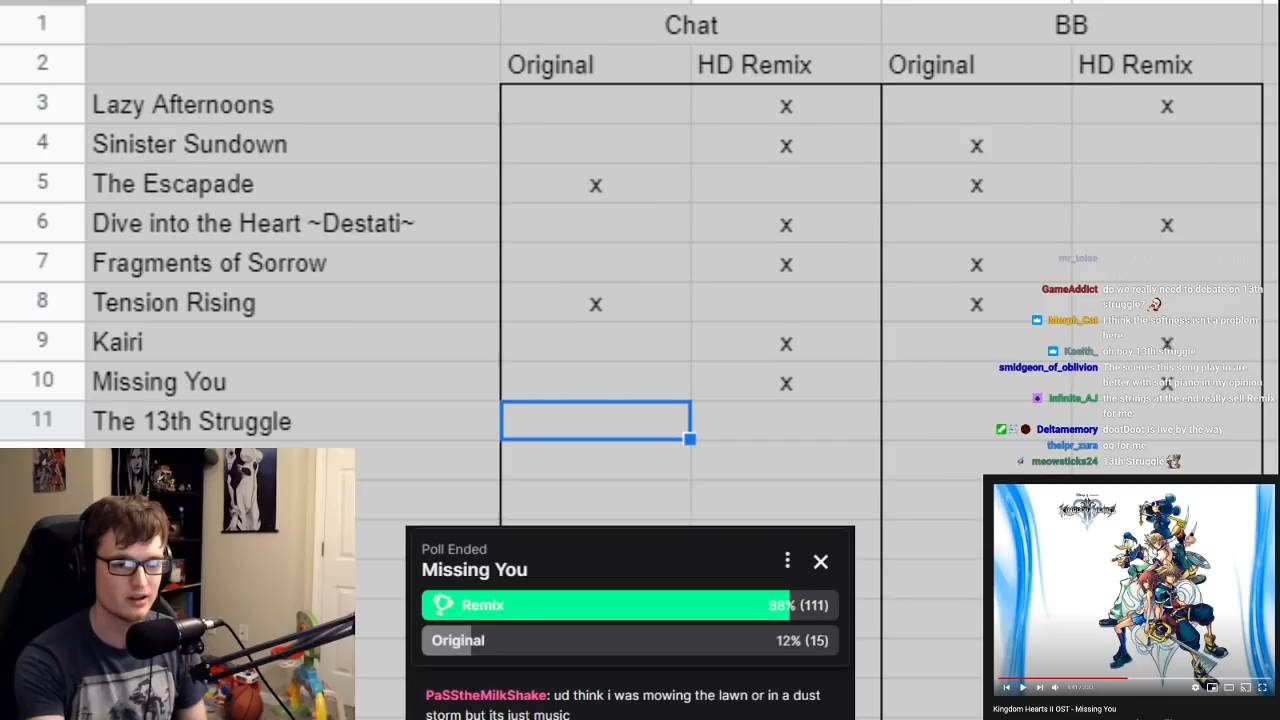 1 Chat BB
2 Original HD Remix Original HD Remix
3 Lazy Afternoons x x
4 Sinister Sundown x x
5 The Escapade x x
6 Dive into the Heart ~Destati~ x x
7 Fragments of Sorrow x x
8 Tension Rising x x
9 Kairi x x
10 Missing You x x
11 The 13th Struggle
mr_toise
GameAddict do we really need to debate on 13th
struggle?
Morph_Cat I think the softness isn't a problem
here
Kaaith_ oh boy 13th struggle
smidgeon_of_oblivion The scenes this song play in are
better with soft piano in my opinion
Infinite_AJ the strings at the end really sell Remix
for me
Deltamemory dootDoot is live by the way
og for me
meowsticks24 13th Struggle
Poll Ended
Missing You
Remix 88% (111)
Original 12% (15)
PaSStheMilkShake: ud think i was mowing the lawn or in a dust
storm but its just music
KINGDOM HEARTS
Kingdom Hearts II OST - Missing You